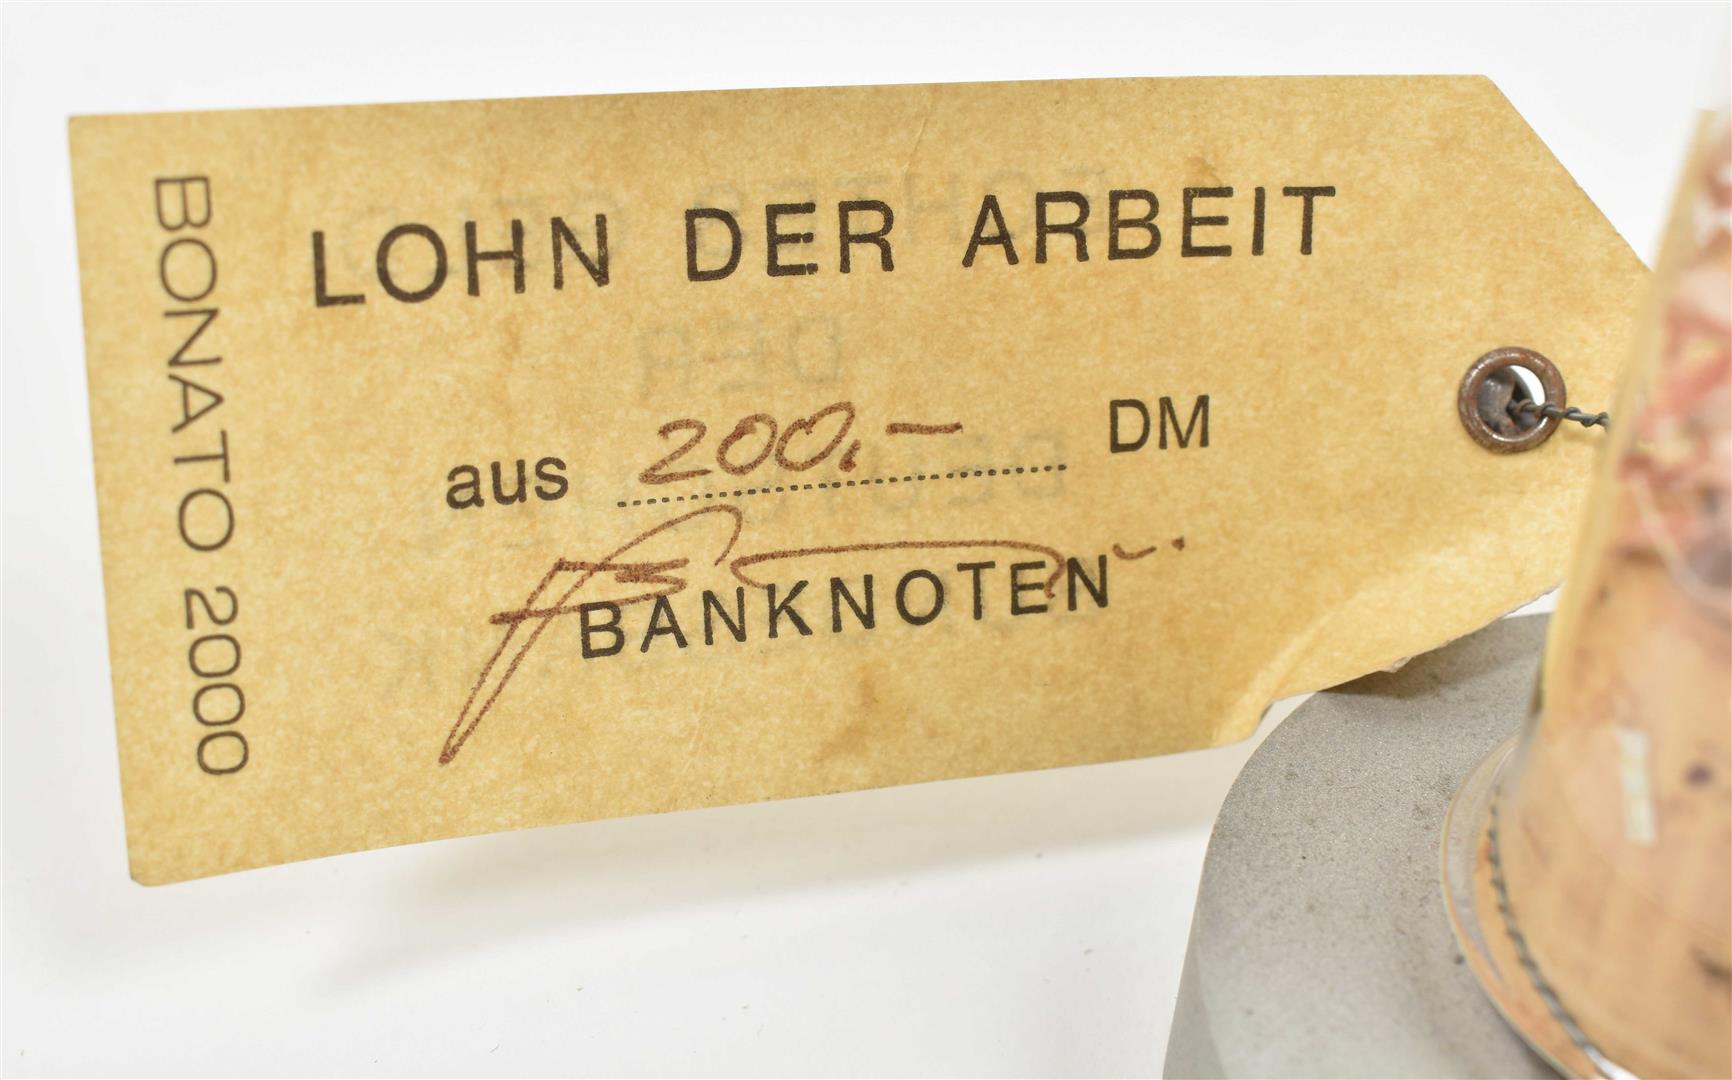 LOHN DER ARBEIT
aus 200,- DM
BANKNOTEN
BONATO 2000